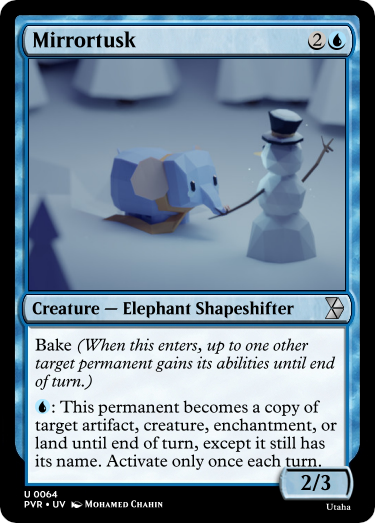 Mirrortusk 2
Creature — Elephant Shapeshifter
Bake (When this enters, up to one other
target permanent gains its abilities until end
of turn.)
: This permanent becomes a copy of
target artifact, creature, enchantment, or
land until end of turn, except it still has
its name. Activate only once each turn.
2/3
U 0064
PVR • UV Mohamed Chahin
Utaha